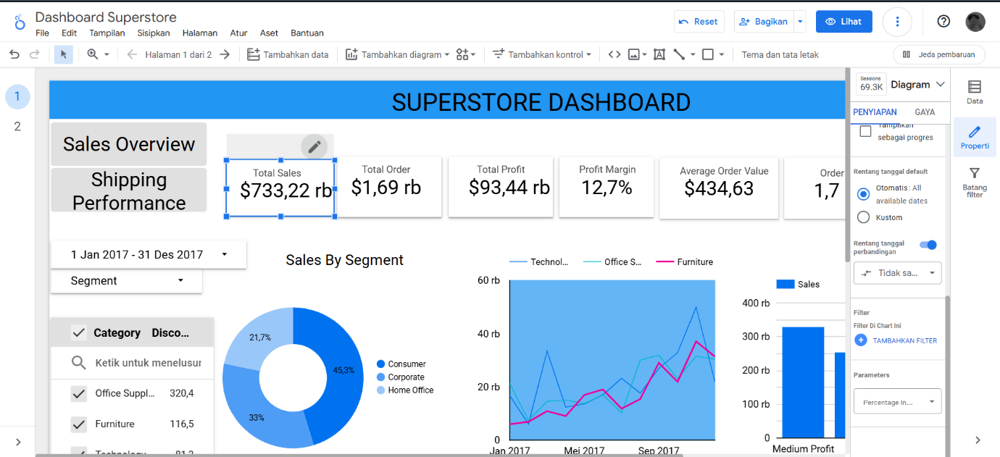 Dashboard Superstore
File Edit Tampilan Sisipkan Halaman Atur Aset Bantuan
Reset
Bagikan
Lihat
Halaman 1 dari 2
Tambahkan data
Tambahkan diagram
Tambahkan kontrol
Tema dan tata letak
Jeda pembaruan
1
2
SUPERSTORE DASHBOARD
Sales Overview
Shipping
Performance
Total Sales
$733,22 rb
Total Order
$1,69 rb
Total Profit
$93,44 rb
Profit Margin
12,7%
Average Order Value
$434,63
Order
1,7
1 Jan 2017 - 31 Des 2017
Segment
Category Disco...
Ketik untuk menelusur
Office Suppl... 320,4
Furniture 116,5
Technology 81,2
Sales By Segment
21,7%
45,3%
33%
Consumer
Corporate
Home Office
Technol... Office S... Furniture
60 rb
40 rb
20 rb
0
Jan 2017 Mei 2017 Sep 2017
Sales
400 rb
300 rb
200 rb
100 rb
0
Medium Profit
Sessions
69.3K
Diagram
PENYIAPAN GAYA
Tampilkan
sebagai progres
Rentang tanggal default
Otomatis: All
available dates
Kustom
Rentang tanggal
perbandingan
Tidak sa...
Filter
Filter Di Chart Ini
TAMBAHKAN FILTER
Parameters
Percentage In...
Data
Properti
Batang
filter